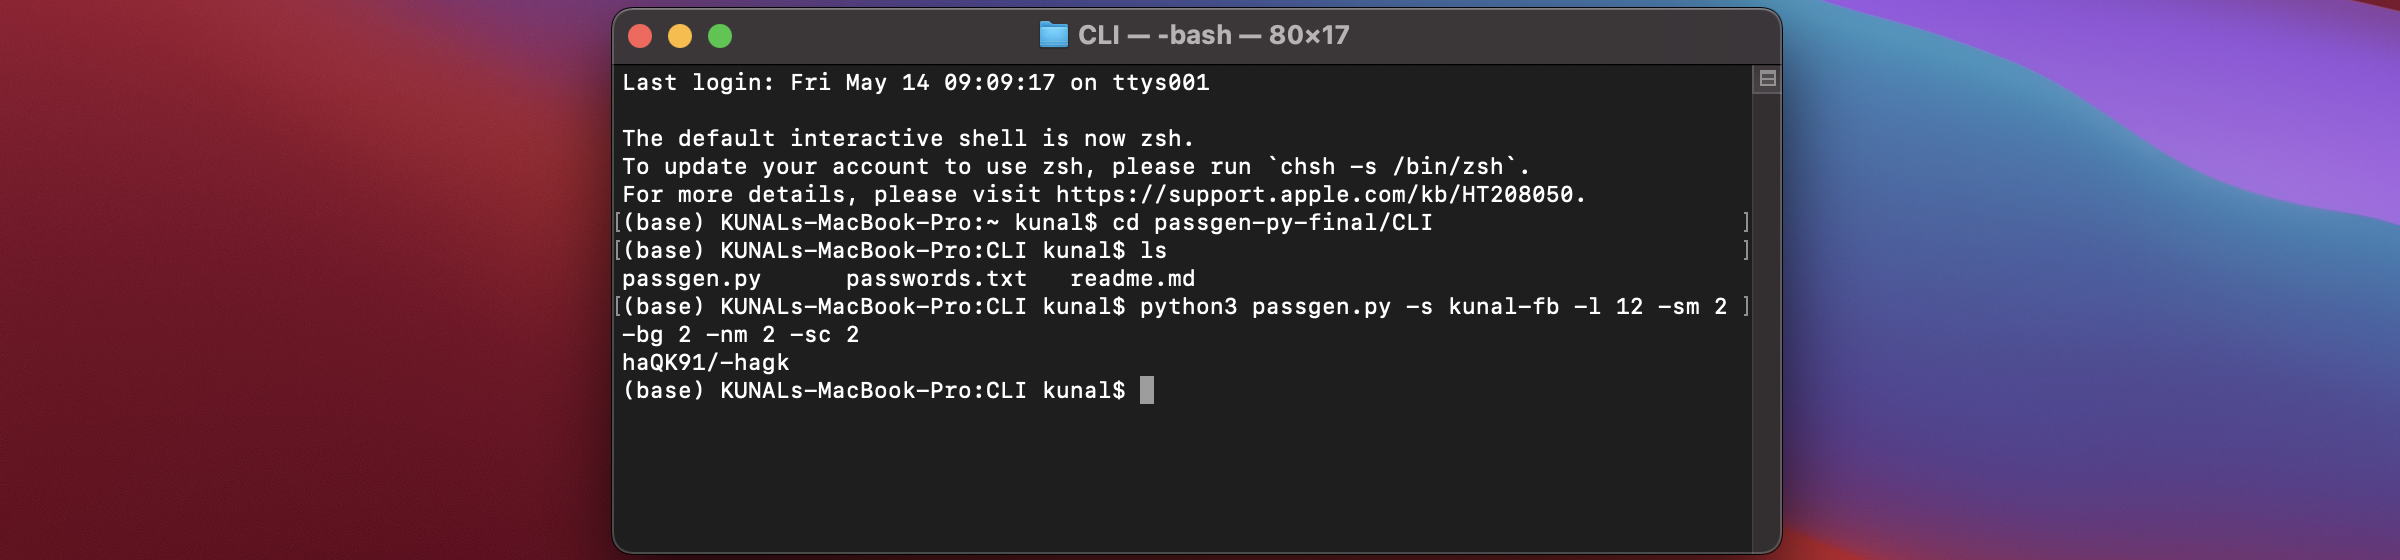 CLI — -bash — 80×17
Last login: Fri May 14 09:09:17 on ttys001
The default interactive shell is now zsh.
To update your account to use zsh, please run `chsh -s /bin/zsh`.
For more details, please visit https://support.apple.com/kb/HT208050.
[(base) KUNALs-MacBook-Pro:~ kunal$ cd passgen-py-final/CLI ]
[(base) KUNALs-MacBook-Pro:CLI kunal$ ls ]
passgen.py passwords.txt readme.md
[(base) KUNALs-MacBook-Pro:CLI kunal$ python3 passgen.py -s kunal-fb -l 12 -sm 2 ]
-bg 2 -nm 2 -sc 2
haQK91/-hagk
(base) KUNALs-MacBook-Pro:CLI kunal$